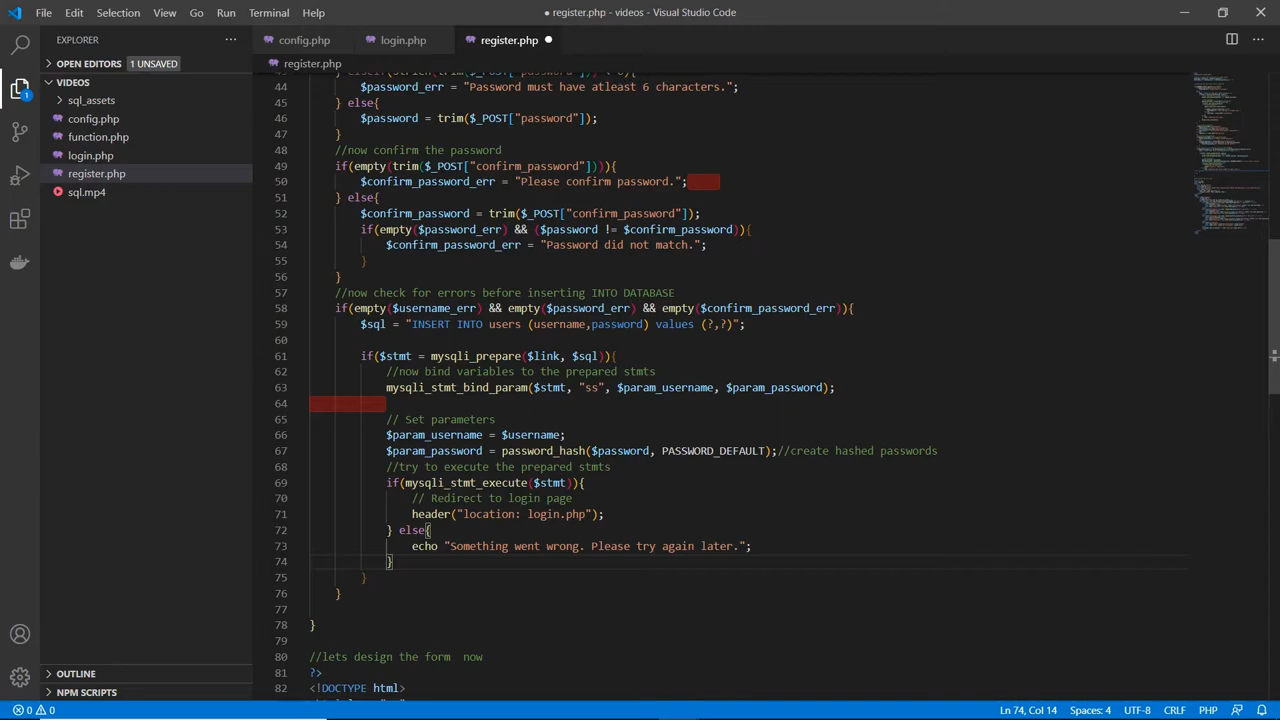 File Edit Selection View Go Run Terminal Help
● register.php - videos - Visual Studio Code
EXPLORER
config.php login.php register.php
OPEN EDITORS 1 UNSAVED
register.php
VIDEOS
sql_assets
config.php
function.php
login.php
register.php
sql.mp4
OUTLINE
NPM SCRIPTS
1
44 $password_err = "Password must have atleast 6 characters.";
45 } else{
46 $password = trim($_POST["password"]);
47 }
48 //now confirm the password
49 if(empty(trim($_POST["confirm_password"]))){
50 $confirm_password_err = "Please confirm password.";
51 } else{
52 $confirm_password = trim($_POST["confirm_password"]);
53 if(empty($password_err) && ($password != $confirm_password)){
54 $confirm_password_err = "Password did not match.";
55 }
56 }
57 //now check for errors before inserting INTO DATABASE
58 if(empty($username_err) && empty($password_err) && empty($confirm_password_err)){
59 $sql = "INSERT INTO users (username,password) values (?,?)";
60
61 if($stmt = mysqli_prepare($link, $sql)){
62 //now bind variables to the prepared stmts
63 mysqli_stmt_bind_param($stmt, "ss", $param_username, $param_password);
64
65 // Set parameters
66 $param_username = $username;
67 $param_password = password_hash($password, PASSWORD_DEFAULT);//create hashed passwords
68 //try to execute the prepared stmts
69 if(mysqli_stmt_execute($stmt)){
70 // Redirect to login page
71 header("location: login.php");
72 } else{
73 echo "Something went wrong. Please try again later.";
74 }
75 }
76 }
77
78 }
79
80 //lets design the form now
81 ?>
82 <!DOCTYPE html>
0 0 Ln 74, Col 14 Spaces: 4 UTF-8 CRLF PHP